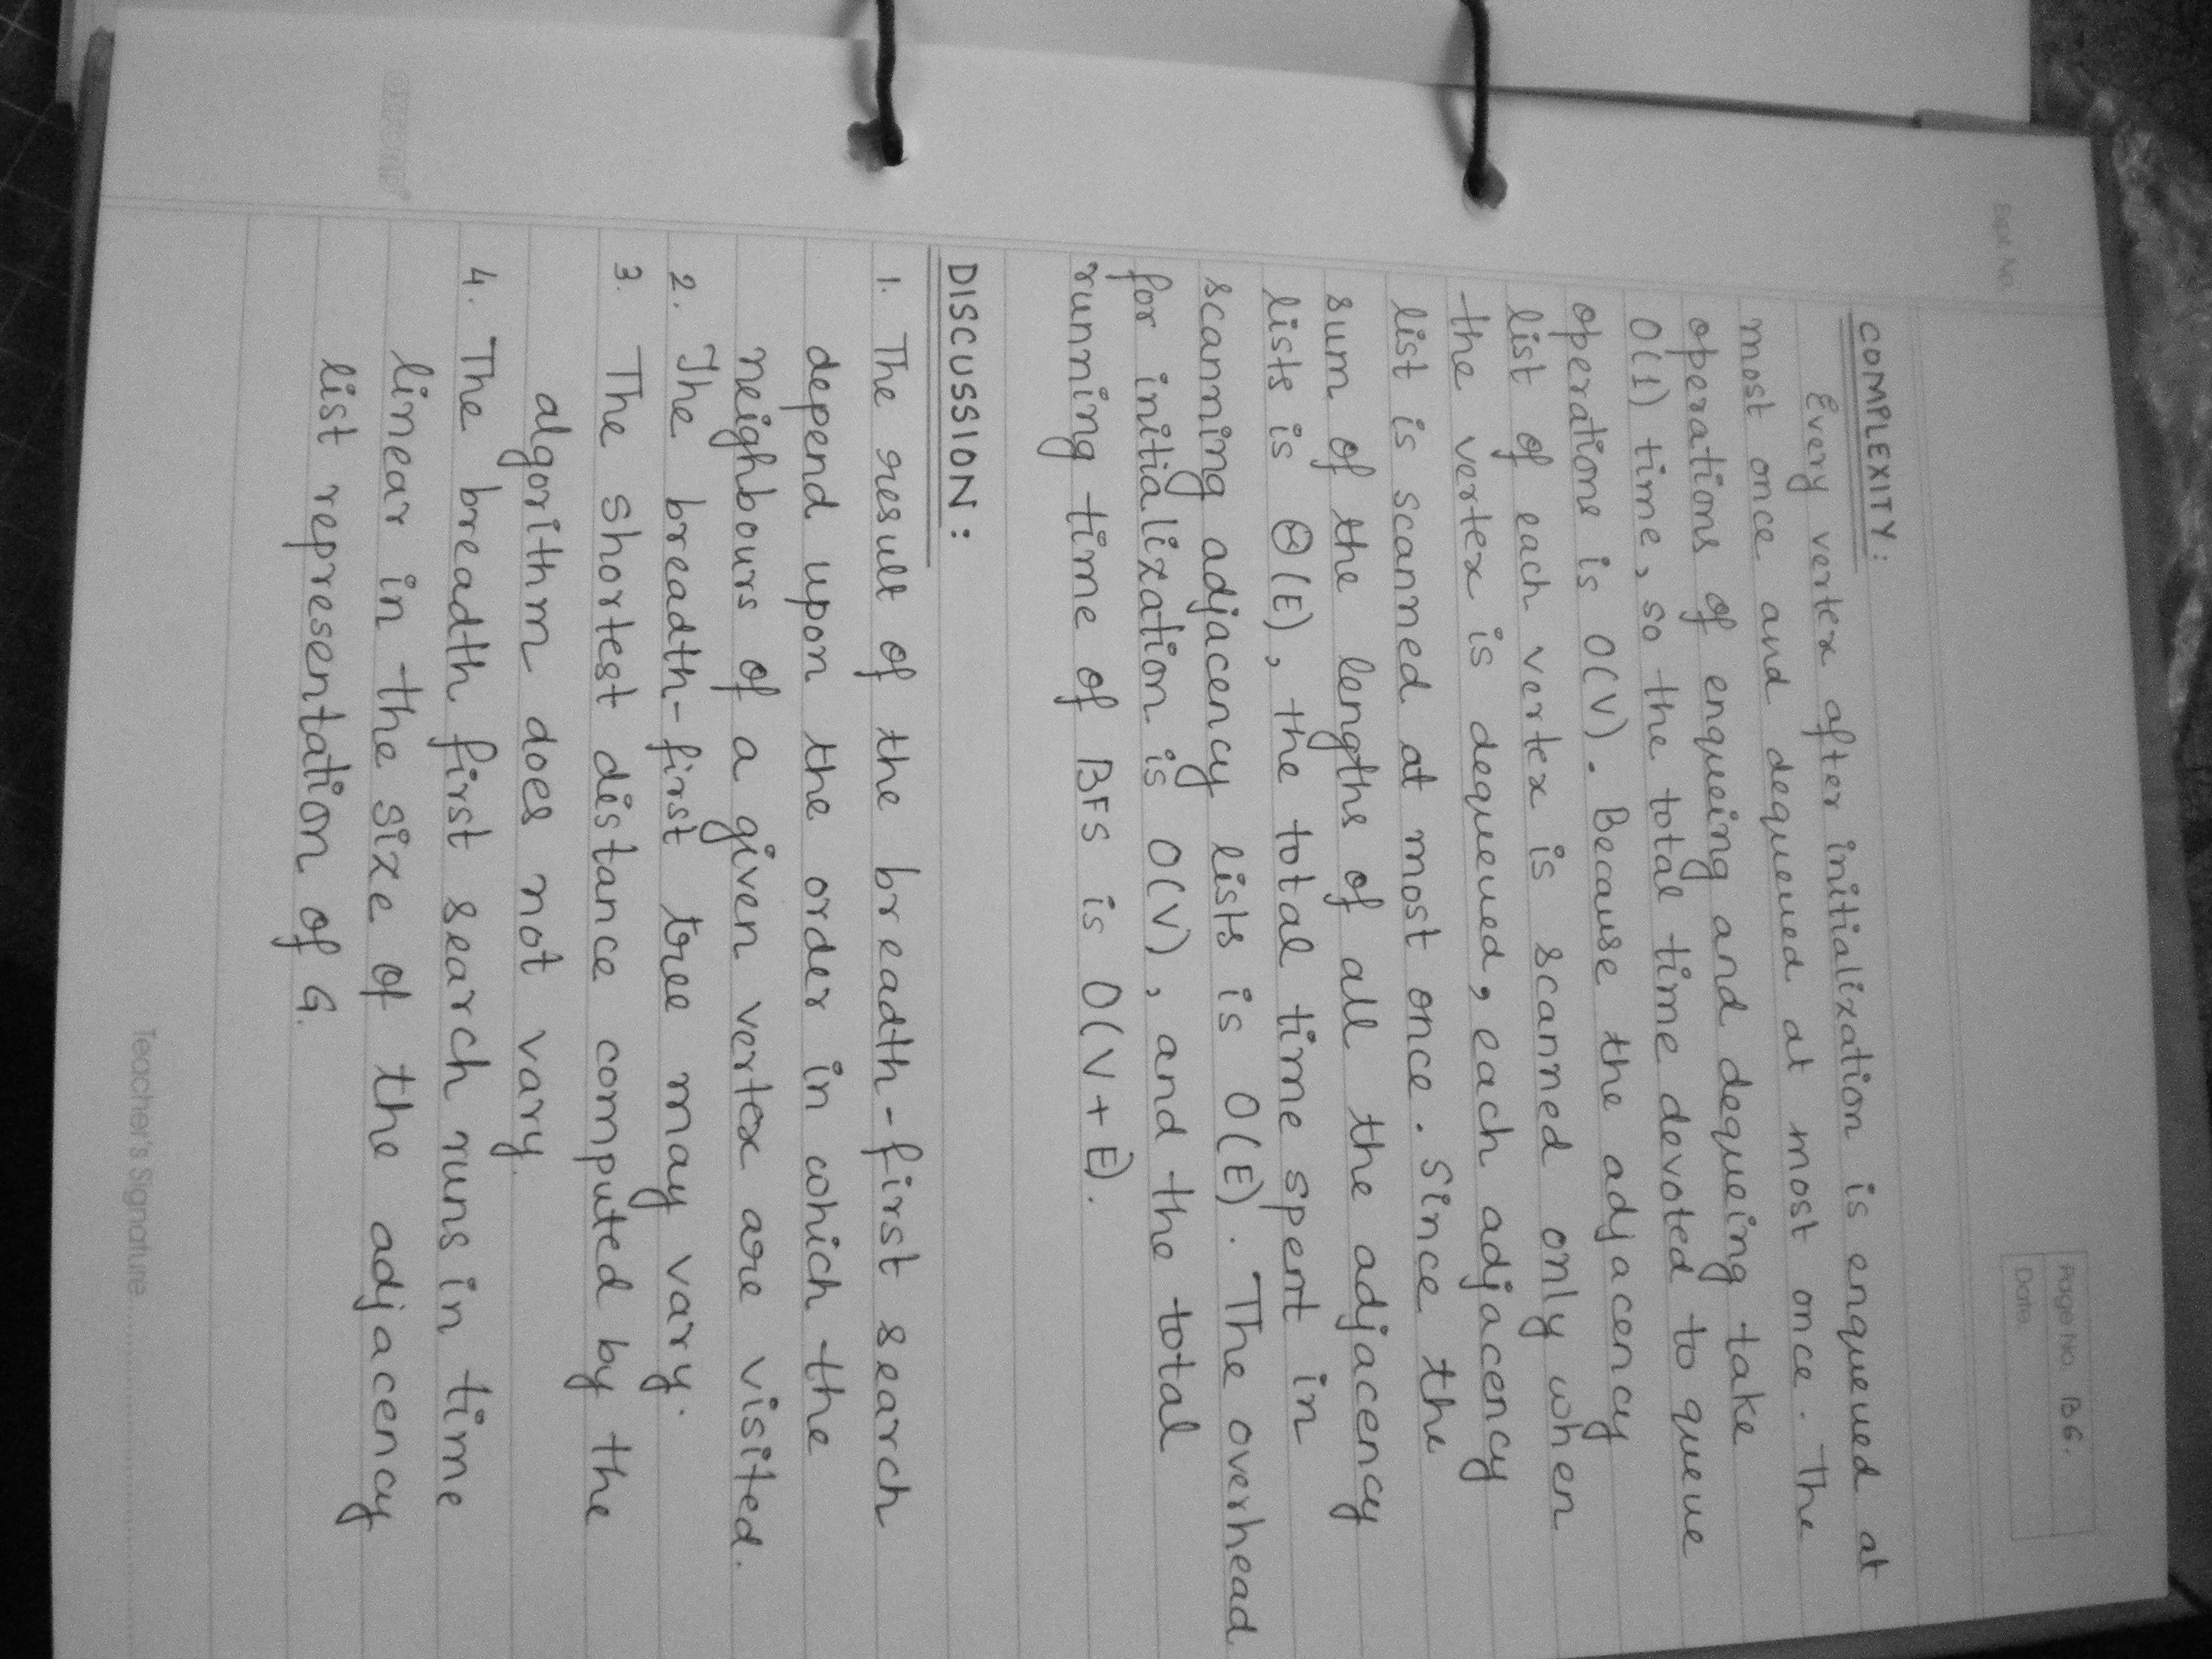 Expt. No.
Page No. B6.
Date.
COMPLEXITY:
Every vertex after initialization is enqueued at
most once and dequeued at most once. The
operations of enqueing and dequeing take
O(1) time, so the total time devoted to queue
operations is O(V). Because the adjacency
list of each vertex is scanned only when
the vertex is dequeued, each adjacency
list is scanned at most once. Since the
sum of the lengths of all the adjacency
lists is Θ(E), the total time spent in
scanning adjacency lists is O(E). The overhead
for initialization is O(V), and the total
running time of BFS is O(V+E).
DISCUSSION:
1. The result of the breadth-first search
depend upon the order in which the
neighbours of a given vertex are visited.
2. The breadth-first tree may vary.
3. The shortest distance computed by the
algorithm does not vary.
4. The breadth first search runs in time
linear in the size of the adjacency
list representation of G.
Teacher's Signature